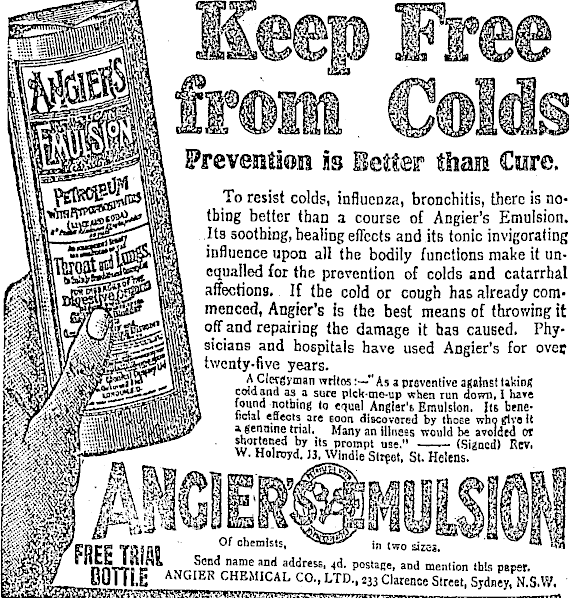 Keep Free
from Colds
Prevention is Better than Cure.
ANGIER'S
EMULSION
PETROLEUM
WITH HYPOPHOSPHITES
(LIME AND SODA)
Throat and Lungs,
Digestive Organs
To resist colds, influenza, bronchitis, there is no-
thing better than a course of Angier's Emulsion.
Its soothing, healing effects and its tonic invigorating
influence upon all the bodily functions make it un-
equalled for the prevention of colds and catarrhal
affections. If the cold or cough has already com-
menced, Angier's is the best means of throwing it
off and repairing the damage it has caused. Phy-
sicians and hospitals have used Angier's for over
twenty-five years.
A Clergyman writes :—"As a preventive against taking
cold and as a sure pick-me-up when run down, I have
found nothing to equal Angier's Emulsion. Its bene-
ficial effects are soon discovered by those who give it
a genuine trial. Many an illness would be avoided or
shortened by its prompt use." —— (Signed) Rev.
W. Holroyd, 13, Windle Street, St. Helens.
ANGIER'S EMULSION
Of chemists, in two sizes.
FREE TRIAL
BOTTLE
Send name and address, 4d. postage, and mention this paper.
ANGIER CHEMICAL CO., LTD., 233 Clarence Street, Sydney, N.S.W.